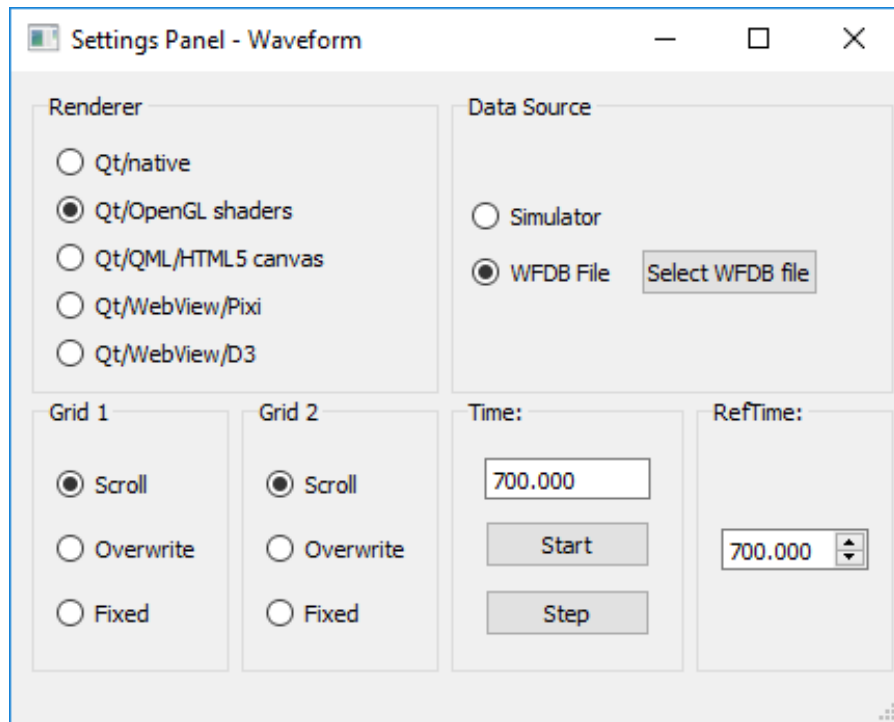 Settings Panel - Waveform
Renderer
Qt/native
Qt/OpenGL shaders
Qt/QML/HTML5 canvas
Qt/WebView/Pixi
Qt/WebView/D3
Data Source
Simulator
WFDB File
Select WFDB file
Grid 1
Scroll
Overwrite
Fixed
Grid 2
Scroll
Overwrite
Fixed
Time:
700.000
Start
Step
RefTime:
700.000